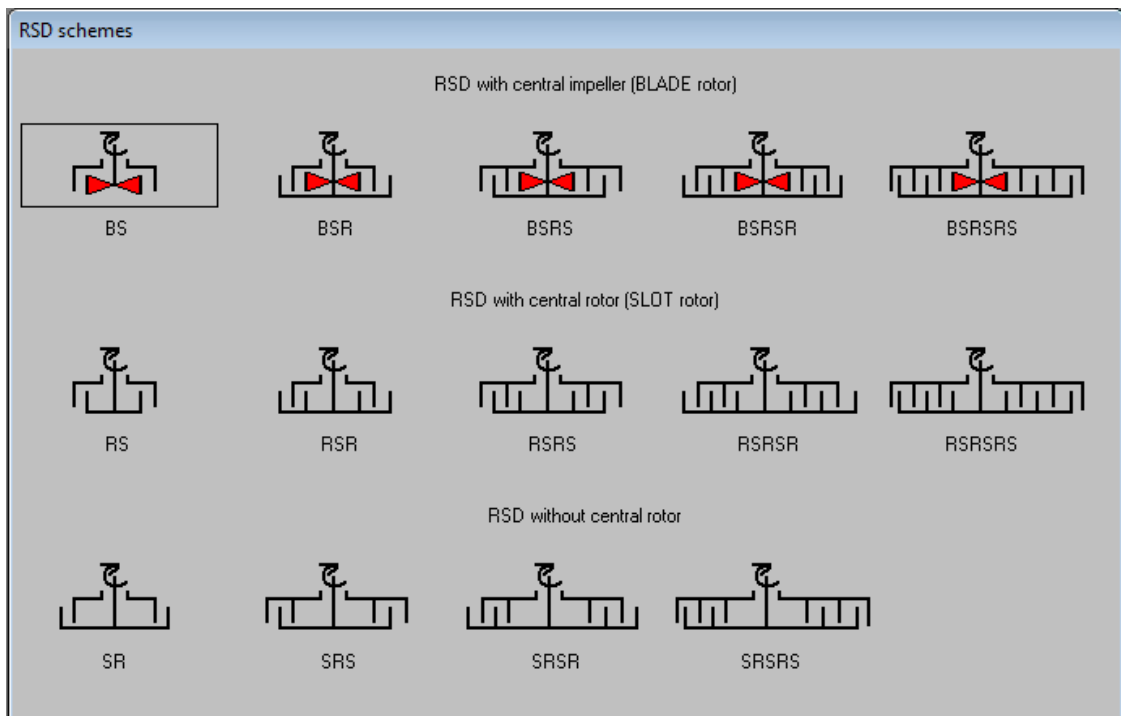 RSD schemes
RSD with central impeller (BLADE rotor)
BS BSR BSRS BSRSR BSRSRS
RSD with central rotor (SLOT rotor)
RS RSR RSRS RSRSR RSRSRS
RSD without central rotor
SR SRS SRSR SRSRS